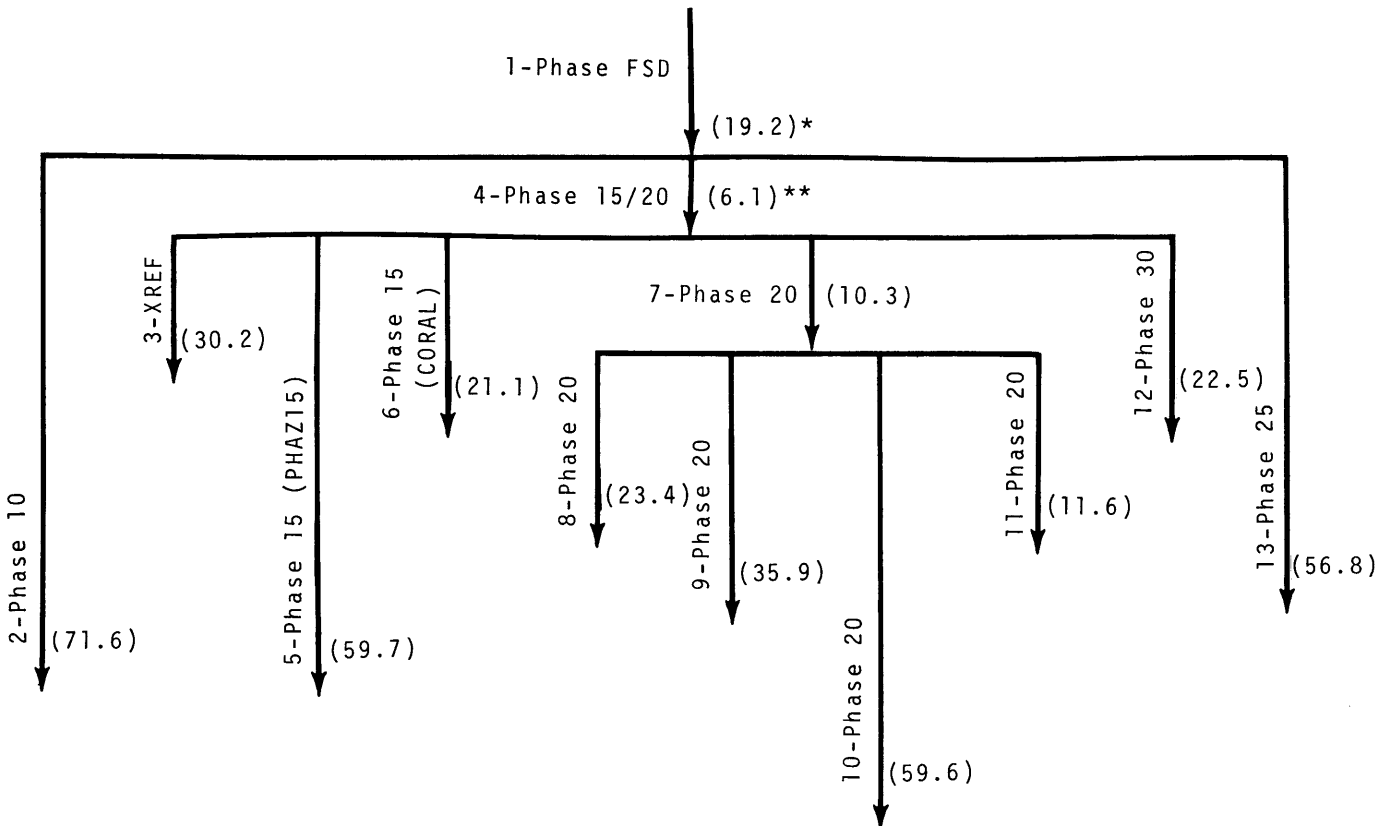 1-Phase FSD
(19.2)*
4-Phase 15/20
(6.1)**
3-XREF
(30.2)
6-Phase 15
(CORAL)
(21.1)
7-Phase 20
(10.3)
12-Phase 30
(22.5)
2-Phase 10
(71.6)
5-Phase 15 (PHAZ15)
(59.7)
8-Phase 20
(23.4)
9-Phase 20
(35.9)
10-Phase 20
(59.6)
11-Phase 20
(11.6)
13-Phase 25
(56.8)